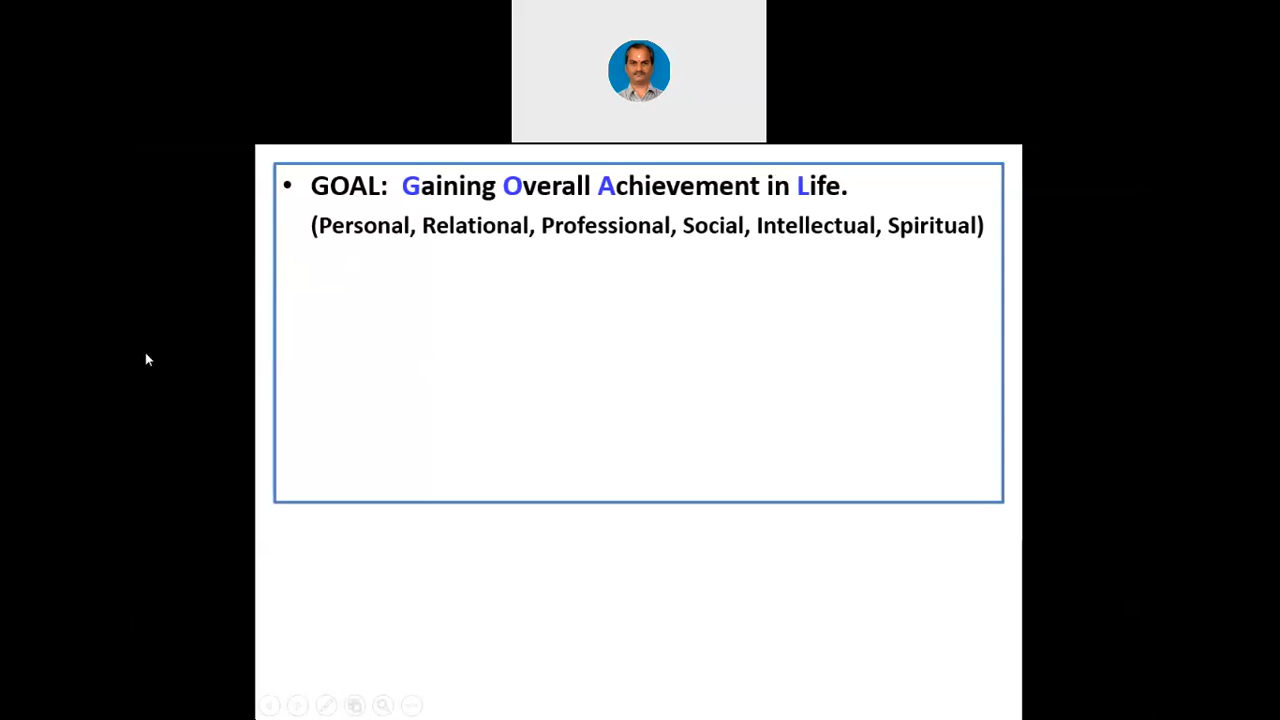 • GOAL: Gaining Overall Achievement in Life.
(Personal, Relational, Professional, Social, Intellectual, Spiritual)